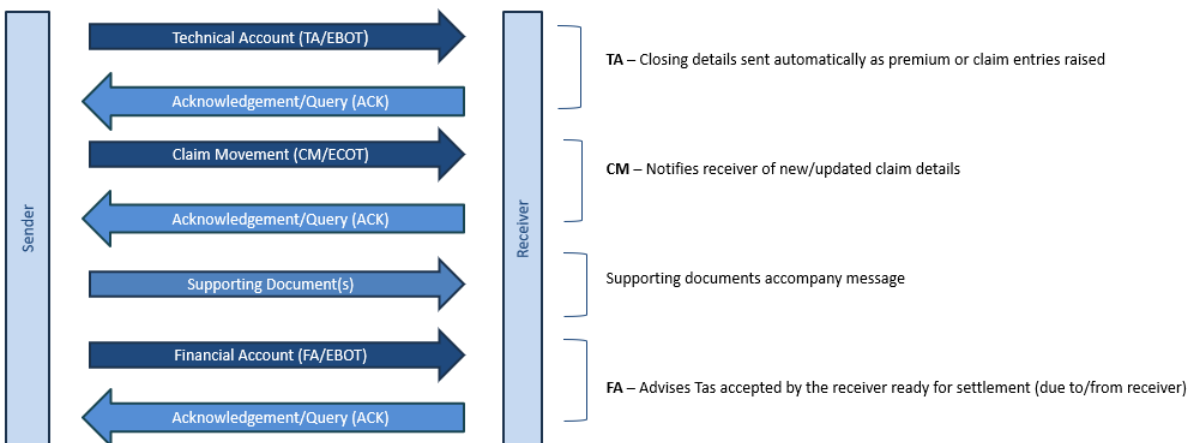 Technical Account (TA/EBOT)
TA – Closing details sent automatically as premium or claim entries raised
Acknowledgement/Query (ACK)
Claim Movement (CM/ECOT)
CM – Notifies receiver of new/updated claim details
Acknowledgement/Query (ACK)
Sender
Receiver
Supporting Document(s)
Supporting documents accompany message
Financial Account (FA/EBOT)
FA – Advises Tas accepted by the receiver ready for settlement (due to/from receiver)
Acknowledgement/Query (ACK)